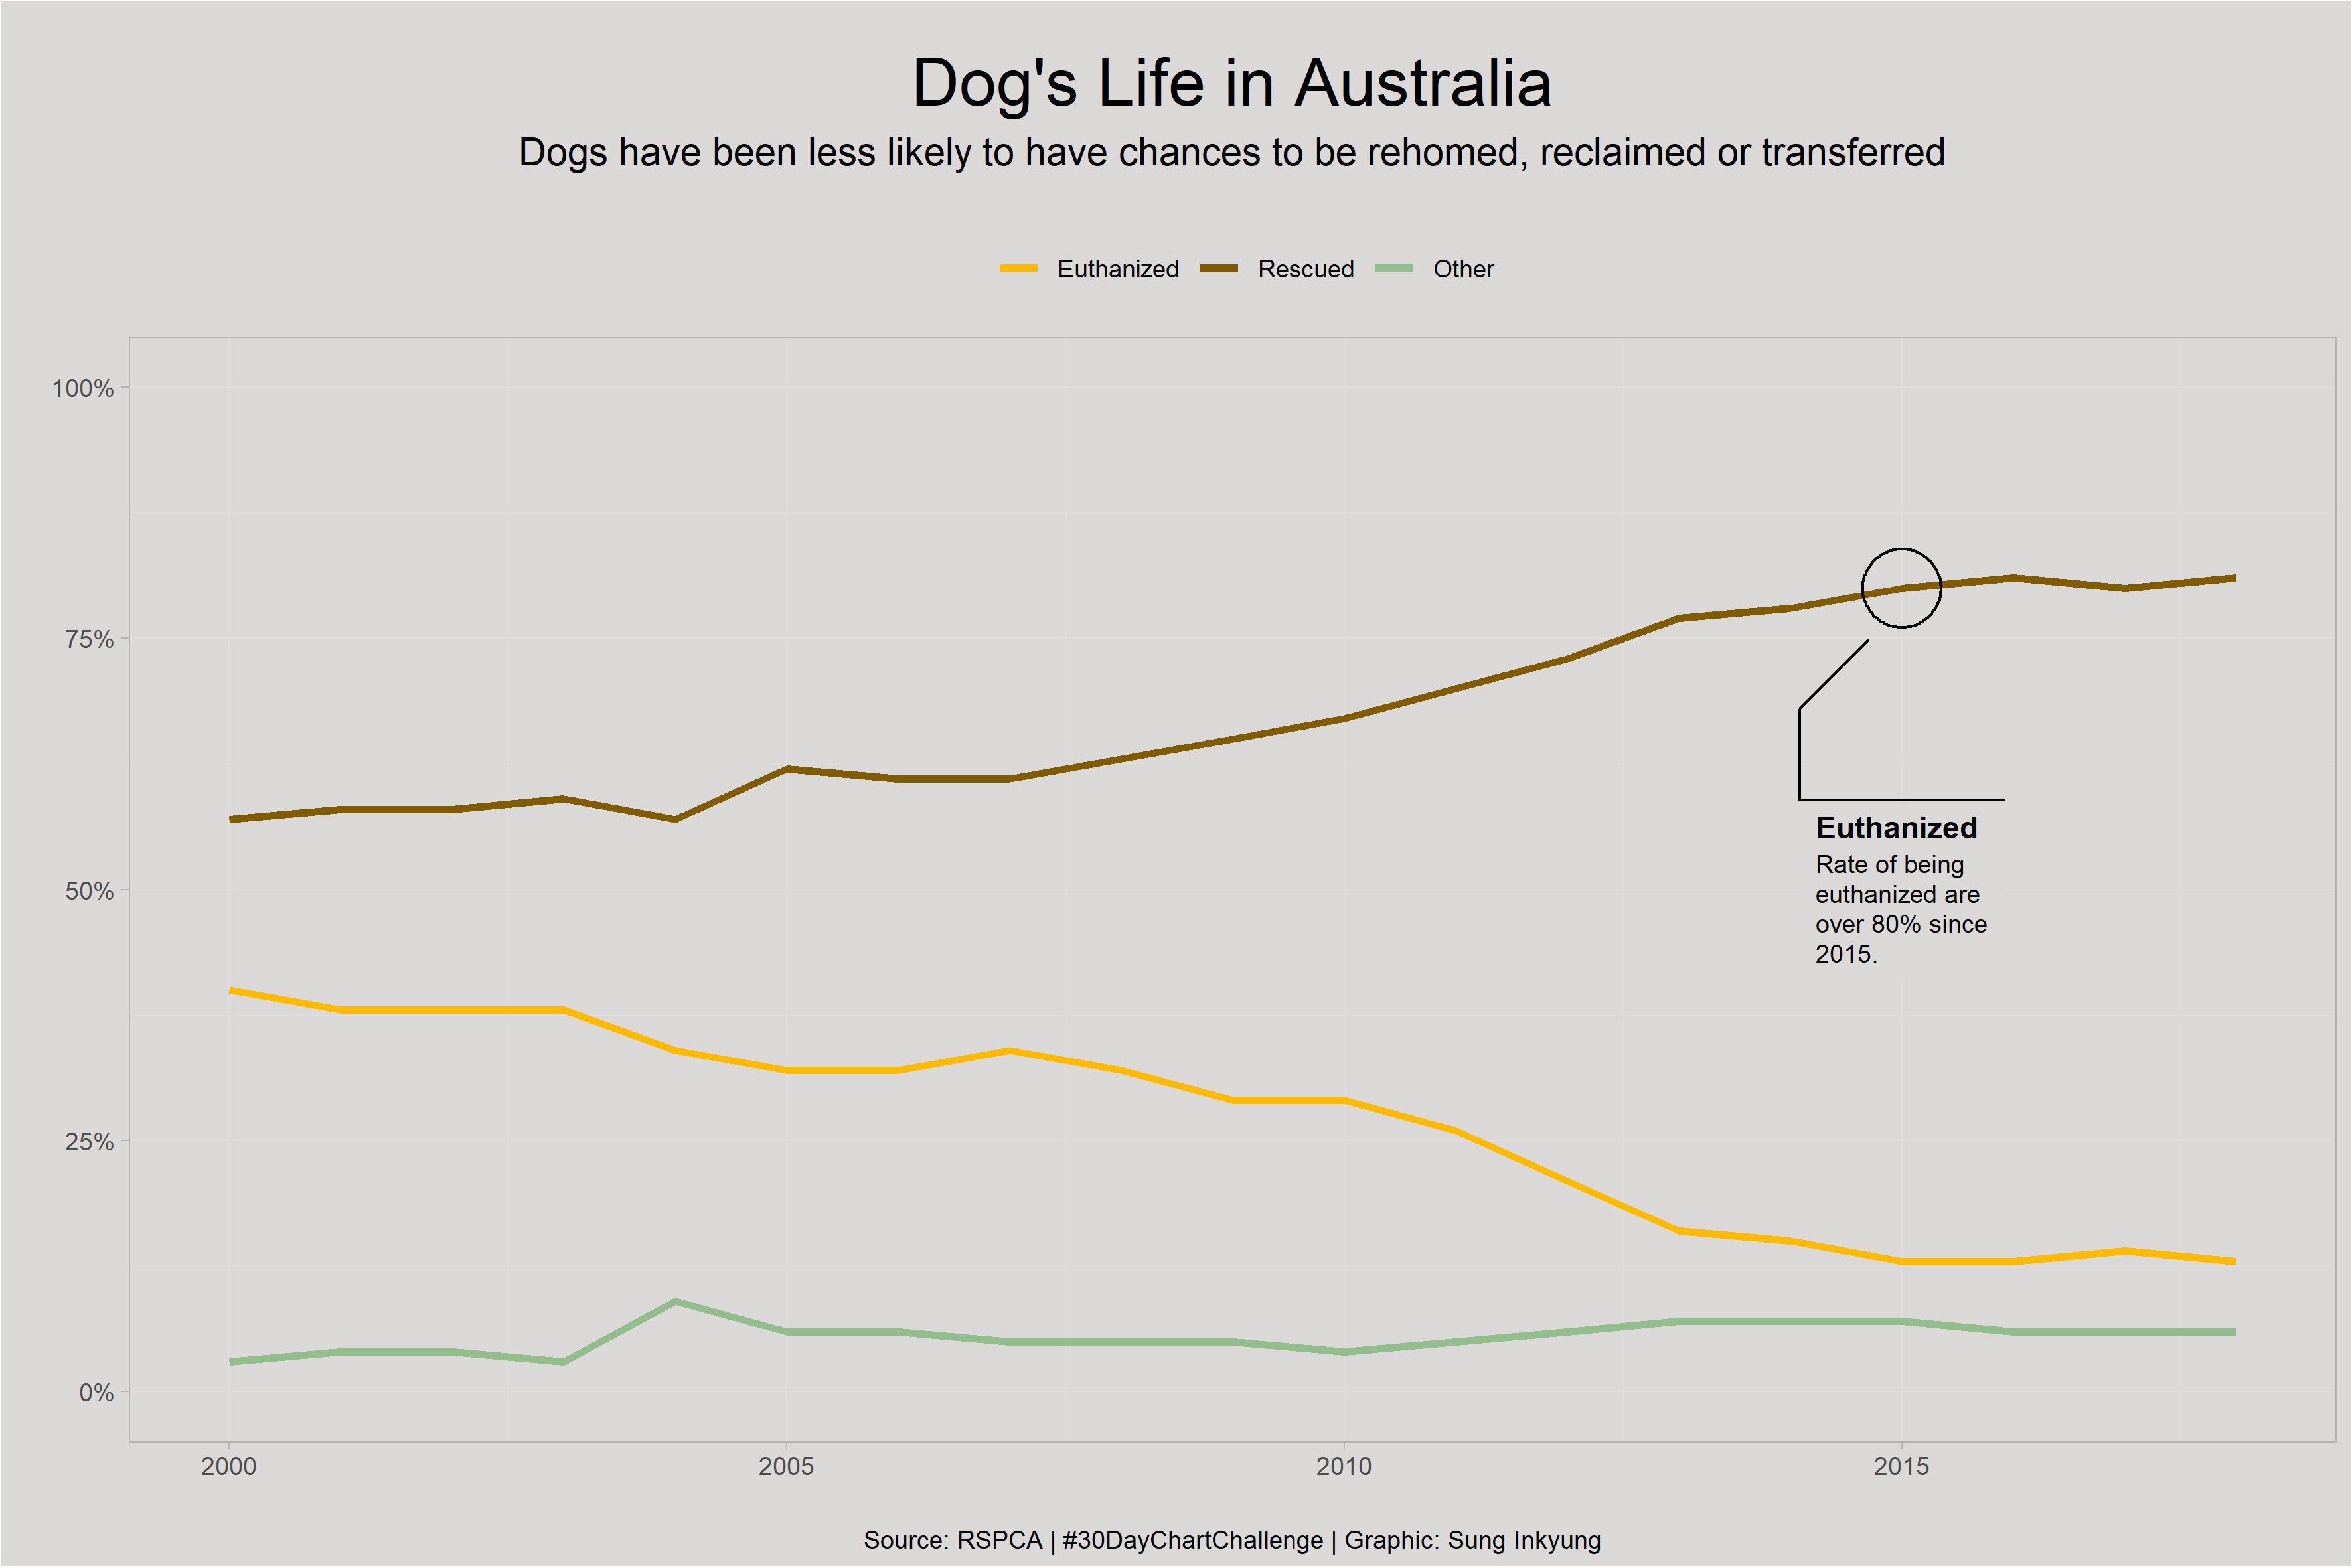 Dog's Life in Australia
Dogs have been less likely to have chances to be rehomed, reclaimed or transferred
Euthanized Rescued Other
100%
75%
50%
25%
0%
Euthanized
Rate of being
euthanized are
over 80% since
2015.
2000 2005 2010 2015
Source: RSPCA | #30DayChartChallenge | Graphic: Sung Inkyung